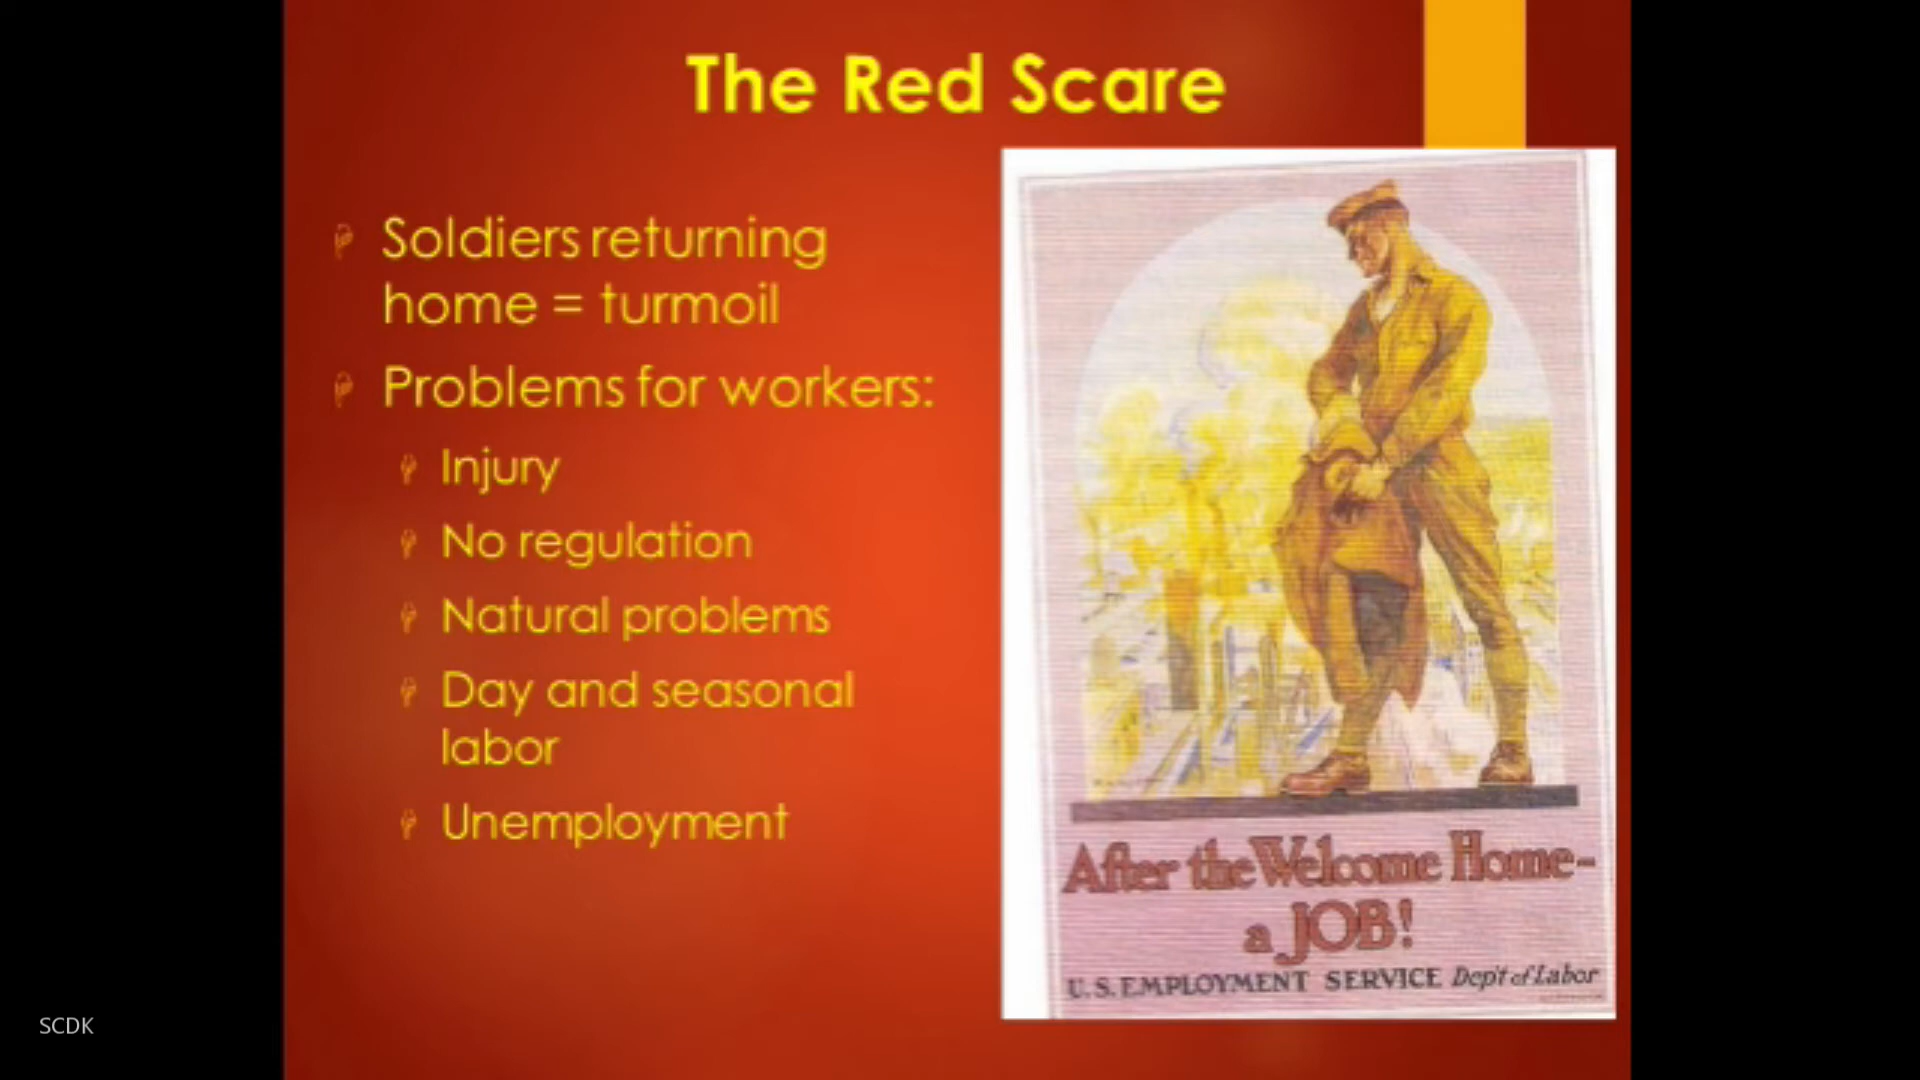 The Red Scare
Soldiers returning
home = turmoil
Problems for workers:
Injury
No regulation
Natural problems
Day and seasonal
labor
Unemployment
After the Welcome Home-
a JOB!
U.S. EMPLOYMENT SERVICE Dep't of Labor
SCDK